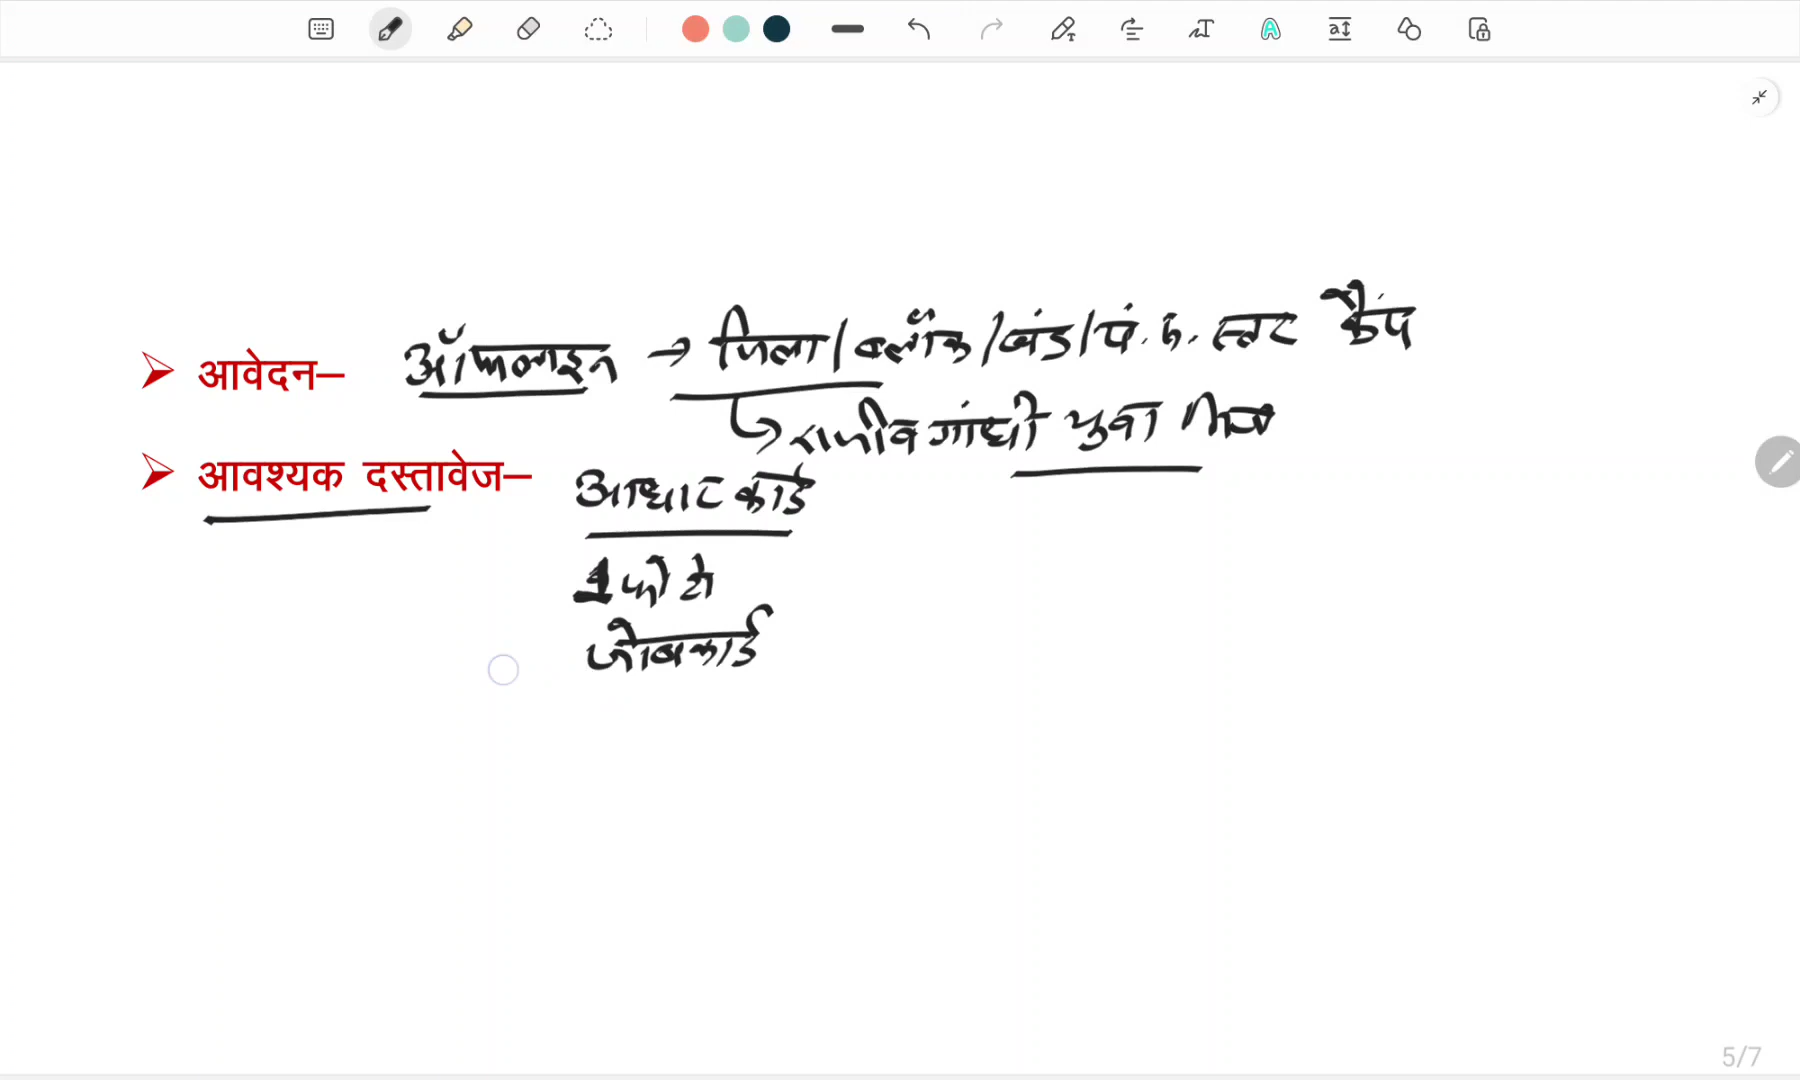 आवेदन– ऑफलाइन → जिला/ब्लॉक/खंड/पं. स. स्तर कैंप
↳ राजीव गांधी युवा मित्र
आवश्यक दस्तावेज– आधार कार्ड
1 फोटो
जॉबकार्ड
5/7